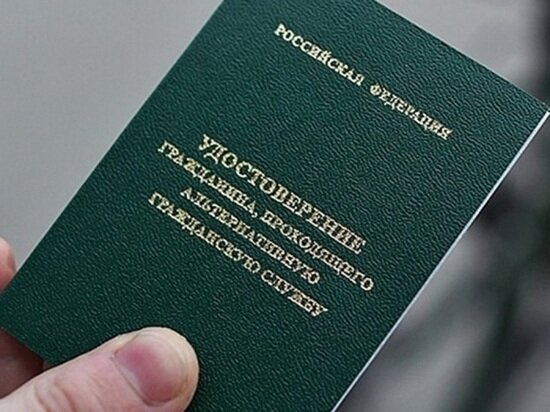 РОССИЙСКАЯ ФЕДЕРАЦИЯ
УДОСТОВЕРЕНИЕ
ГРАЖДАНИНА, ПРОХОДЯЩЕГО
АЛЬТЕРНАТИВНУЮ
ГРАЖДАНСКУЮ СЛУЖБУ